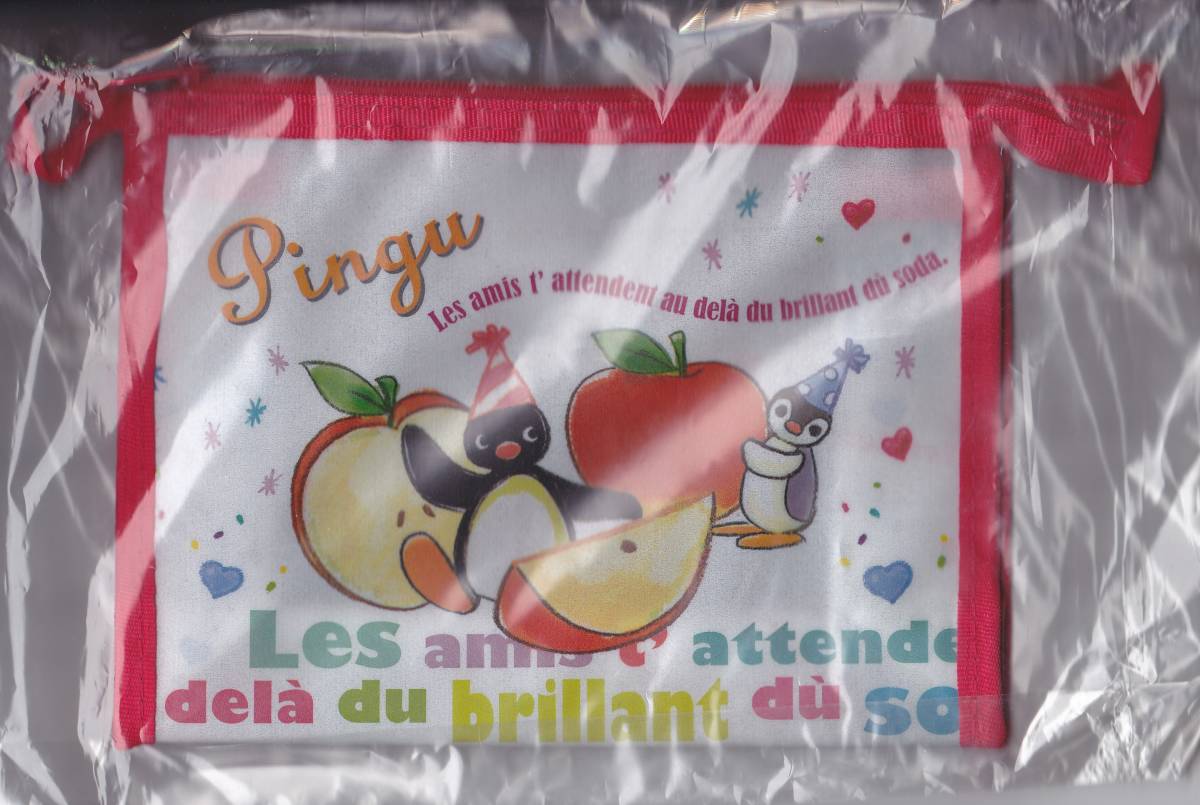 Pingu
Les amis t' attendent au delà du brillant dù soda.
Les amis t' attende
delà du brillant dù so